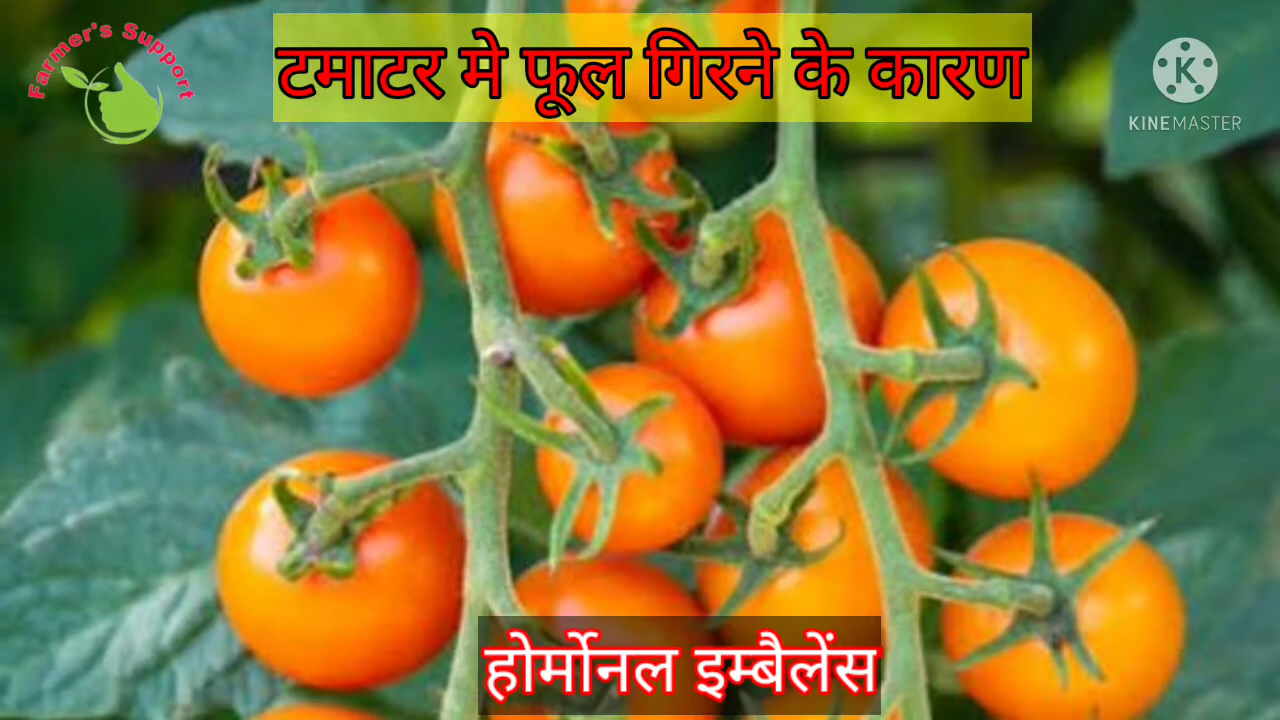 Farmer's Support
टमाटर मे फूल गिरने के कारण
K
KINEMASTER
होर्मोनल इम्बैलेंस